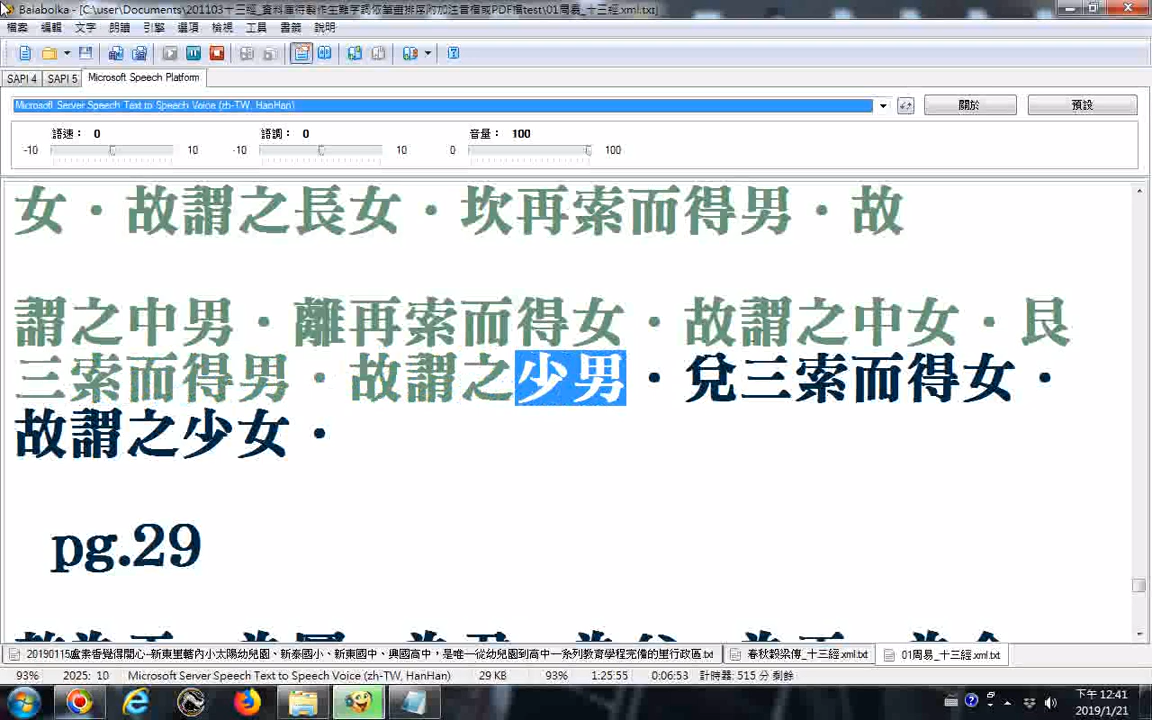 Balabolka - [C:\user\Documents\201103十三經_資料庫得製作生難字詞依筆畫排序附加注音檔或PDF檔test\01周易_十三經.xml.txt]
檔案 編輯 文字 朗讀 引擎 選項 檢視 工具 書籤 說明
SAPI 4 SAPI 5 Microsoft Speech Platform
Microsoft Server Speech Text to Speech Voice (zh-TW, HanHan) 關於 預設
語速： 0 語調： 0 音量： 100
-10 10 -10 10 0 100
女．故謂之長女．坎再索而得男．故
謂之中男．離再索而得女．故謂之中女．艮
三索而得男．故謂之少男．兌三索而得女．
故謂之少女．
pg.29
20190115盧素香覺得開心--新東里轄內小太陽幼兒園、新泰國小、新東國中、興國高中，是唯一從幼兒園到高中一系列教育學程完備的里行政區.txt 春秋穀梁傳_十三經.xml.txt 01周易_十三經.xml.txt
93% 2025: 10 Microsoft Server Speech Text to Speech Voice (zh-TW, HanHan) 29 KB 93% 1:25:55 0:06:53 計時器: 515 分 剩餘
下午 12:41
2019/1/21